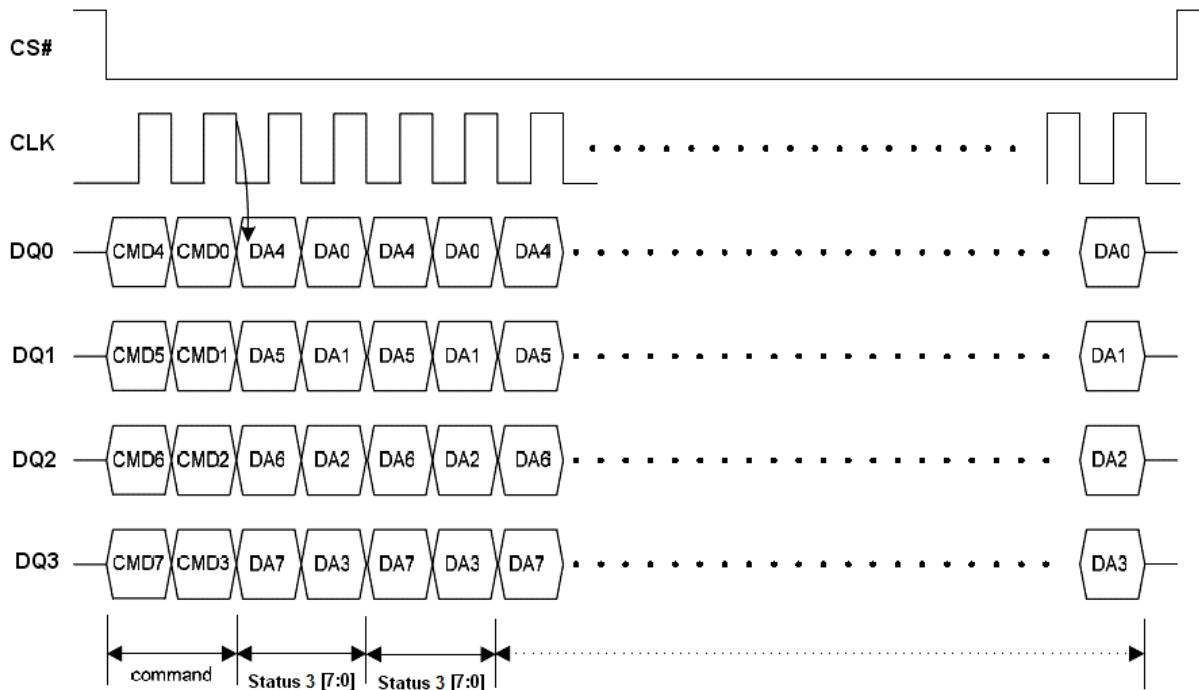 CS#
CLK
DQ0 CMD4 CMD0 DA4 DA0 DA4 DA0 DA4 DA0
DQ1 CMD5 CMD1 DA5 DA1 DA5 DA1 DA5 DA1
DQ2 CMD6 CMD2 DA6 DA2 DA6 DA2 DA6 DA2
DQ3 CMD7 CMD3 DA7 DA3 DA7 DA3 DA7 DA3
command Status 3 [7:0] Status 3 [7:0]